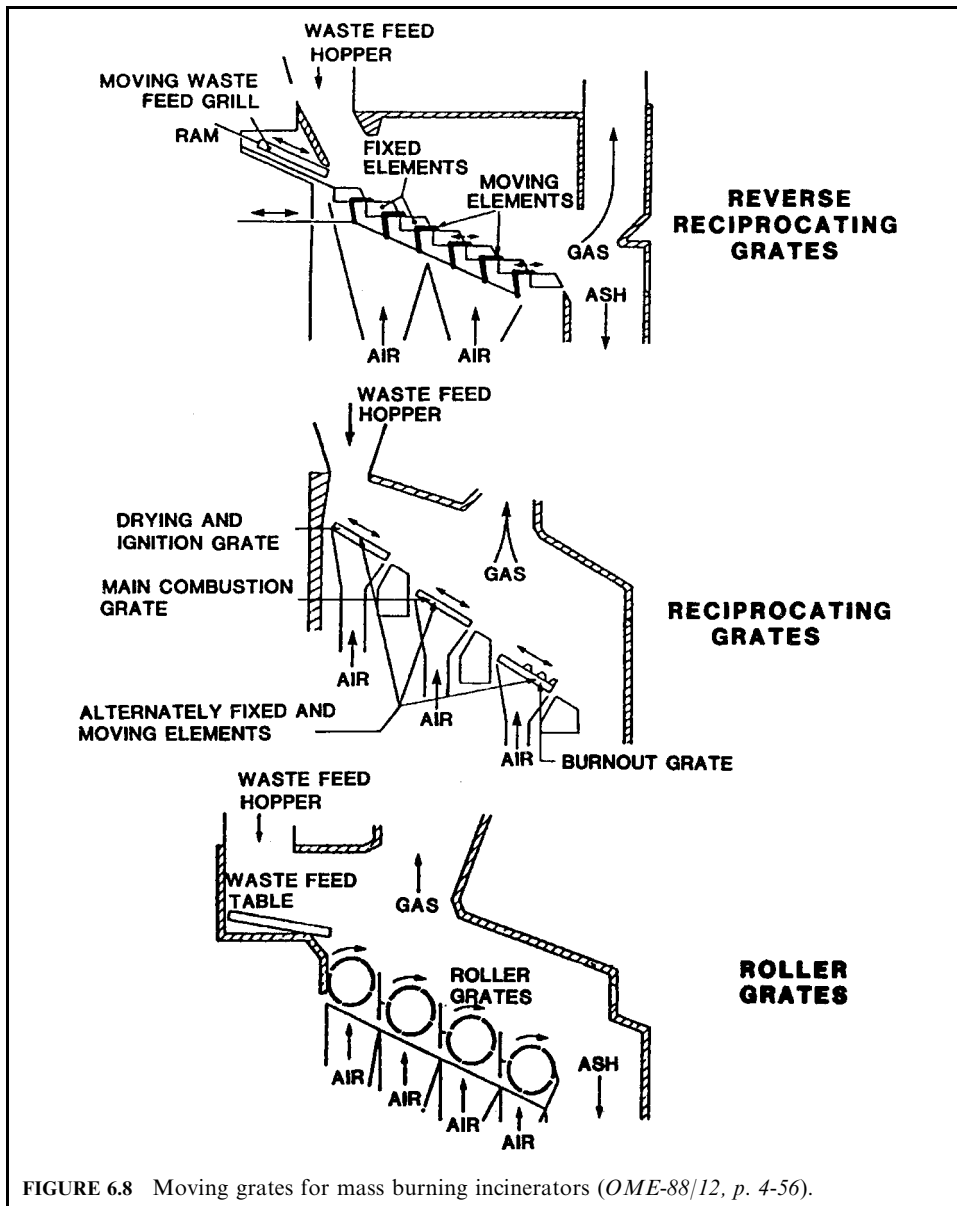 WASTE FEED
HOPPER
MOVING WASTE
FEED GRILL
RAM
FIXED
ELEMENTS
MOVING
ELEMENTS
REVERSE
RECIPROCATING
GRATES
GAS
ASH
AIR
AIR
WASTE FEED
HOPPER
DRYING AND
IGNITION GRATE
GAS
MAIN COMBUSTION
GRATE
RECIPROCATING
GRATES
AIR
ALTERNATELY FIXED AND
MOVING ELEMENTS
AIR
AIR
BURNOUT GRATE
WASTE FEED
HOPPER
WASTE FEED
TABLE
GAS
ROLLER
GRATES
ROLLER
GRATES
ASH
AIR
AIR
AIR
AIR
FIGURE 6.8 Moving grates for mass burning incinerators (OME-88/12, p. 4-56).